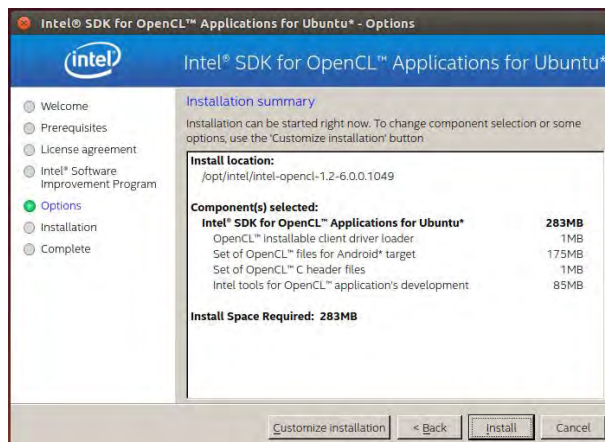 Intel® SDK for OpenCL™ Applications for Ubuntu* - Options
intel
Intel® SDK for OpenCL™ Applications for Ubuntu*
Welcome
Prerequisites
License agreement
Intel® Software
Improvement Program
Options
Installation
Complete
Installation summary
Installation can be started right now. To change component selection or some
options, use the 'Customize installation' button
Install location:
/opt/intel/intel-opencl-1.2-6.0.0.1049
Component(s) selected:
Intel® SDK for OpenCL™ Applications for Ubuntu* 283MB
OpenCL™ installable client driver loader 1MB
Set of OpenCL™ files for Android* target 175MB
Set of OpenCL™ C header files 1MB
Intel tools for OpenCL™ application's development 85MB
Install Space Required: 283MB
Customize installation < Back Install Cancel